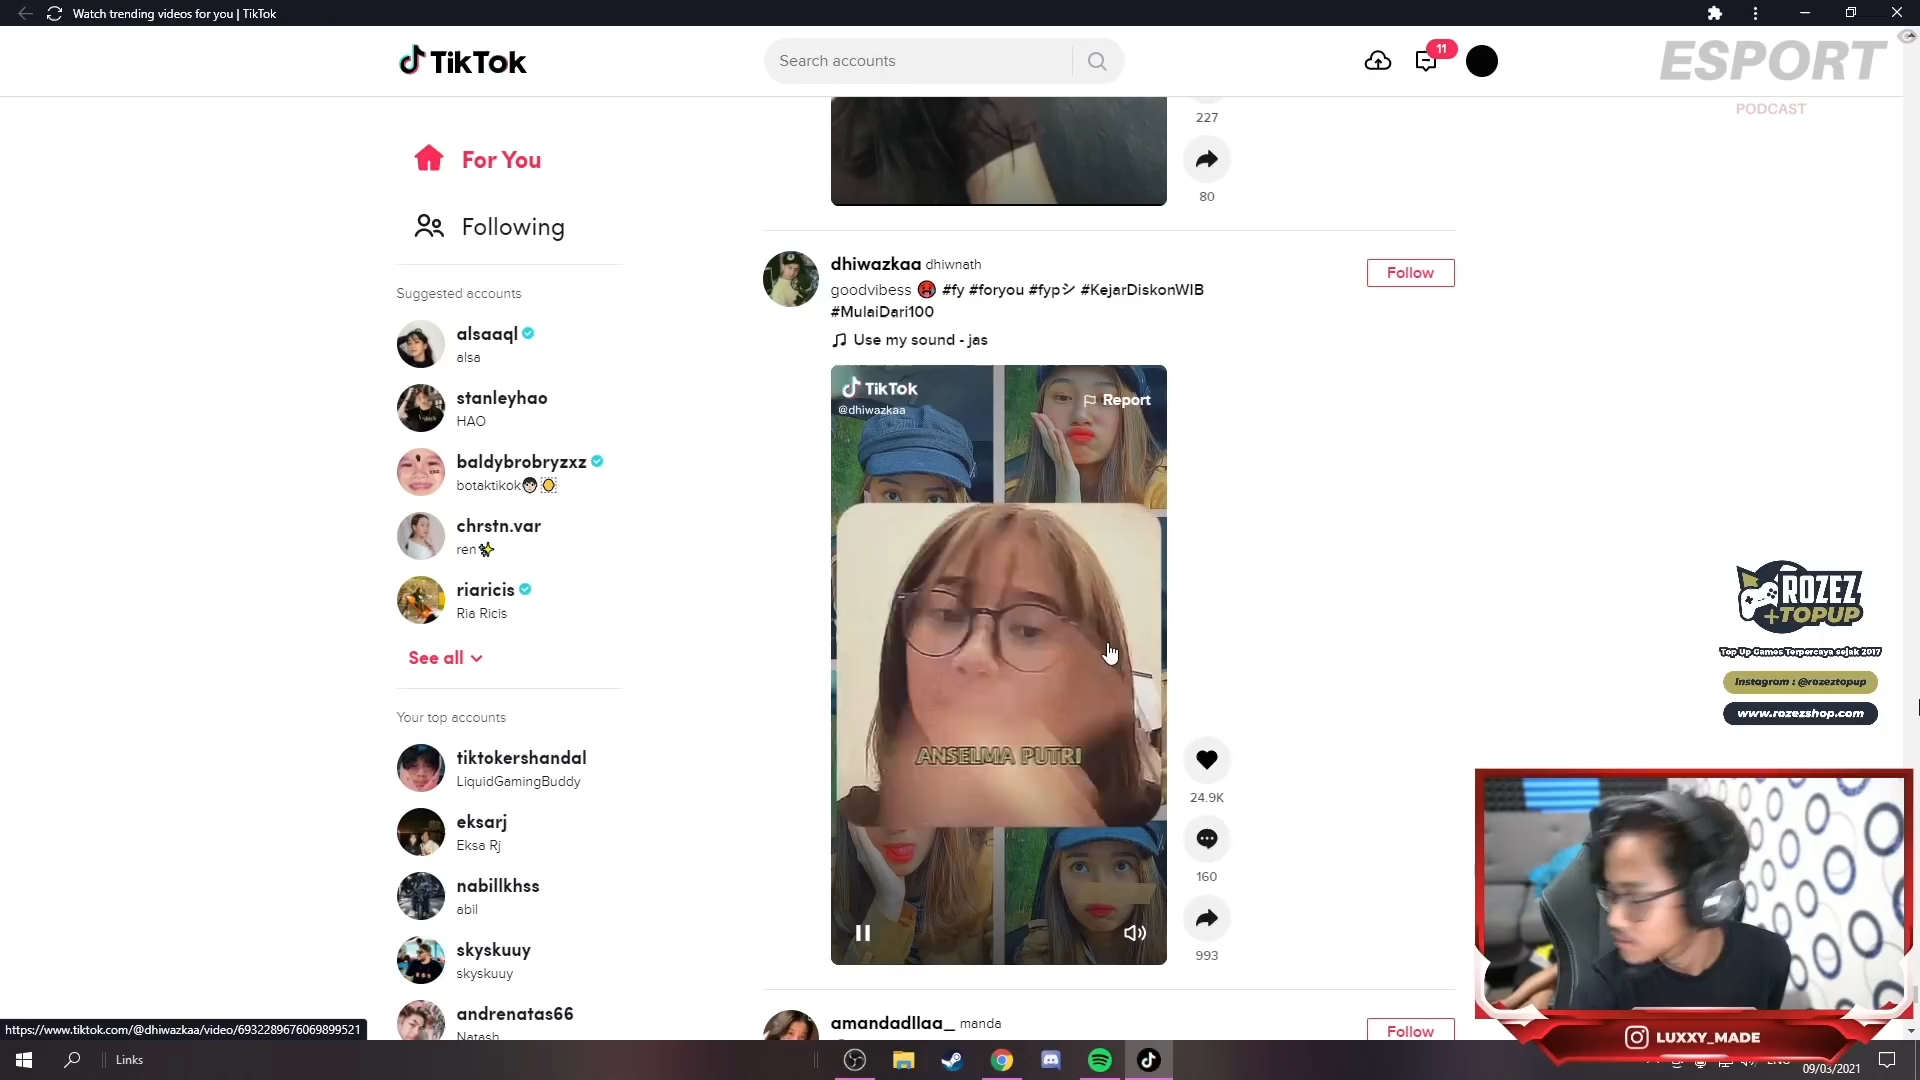 Watch trending videos for you | TikTok
TikTok
Search accounts
11
ESPORT
PODCAST
For You
Following
Suggested accounts
alsaaql
alsa
stanleyhao
HAO
baldybrobryzxz
botaktikok
chrstn.var
ren
riaricis
Ria Ricis
See all
Your top accounts
tiktokershandal
LiquidGamingBuddy
eksarj
Eksa Rj
nabillkhss
abil
skyskuuy
skyskuuy
andrenatas66
Natash
227
80
dhiwazkaa dhiwnath
Follow
goodvibess #fy #foryou #fypシ #KejarDiskonWIB
#MulaiDari100
Use my sound - jas
TikTok
@dhiwazkaa
Report
ANSELMA PUTRI
24.9K
160
993
amandadllaa_ manda
Follow
ROZEZ
+TOPUP
Top Up Games Terpercaya sejak 2017
Instagram : @rozeztopup
www.rozezshop.com
LUXXY_MADE
https://www.tiktok.com/@dhiwazkaa/video/6932289676069899521
Links
09/03/2021